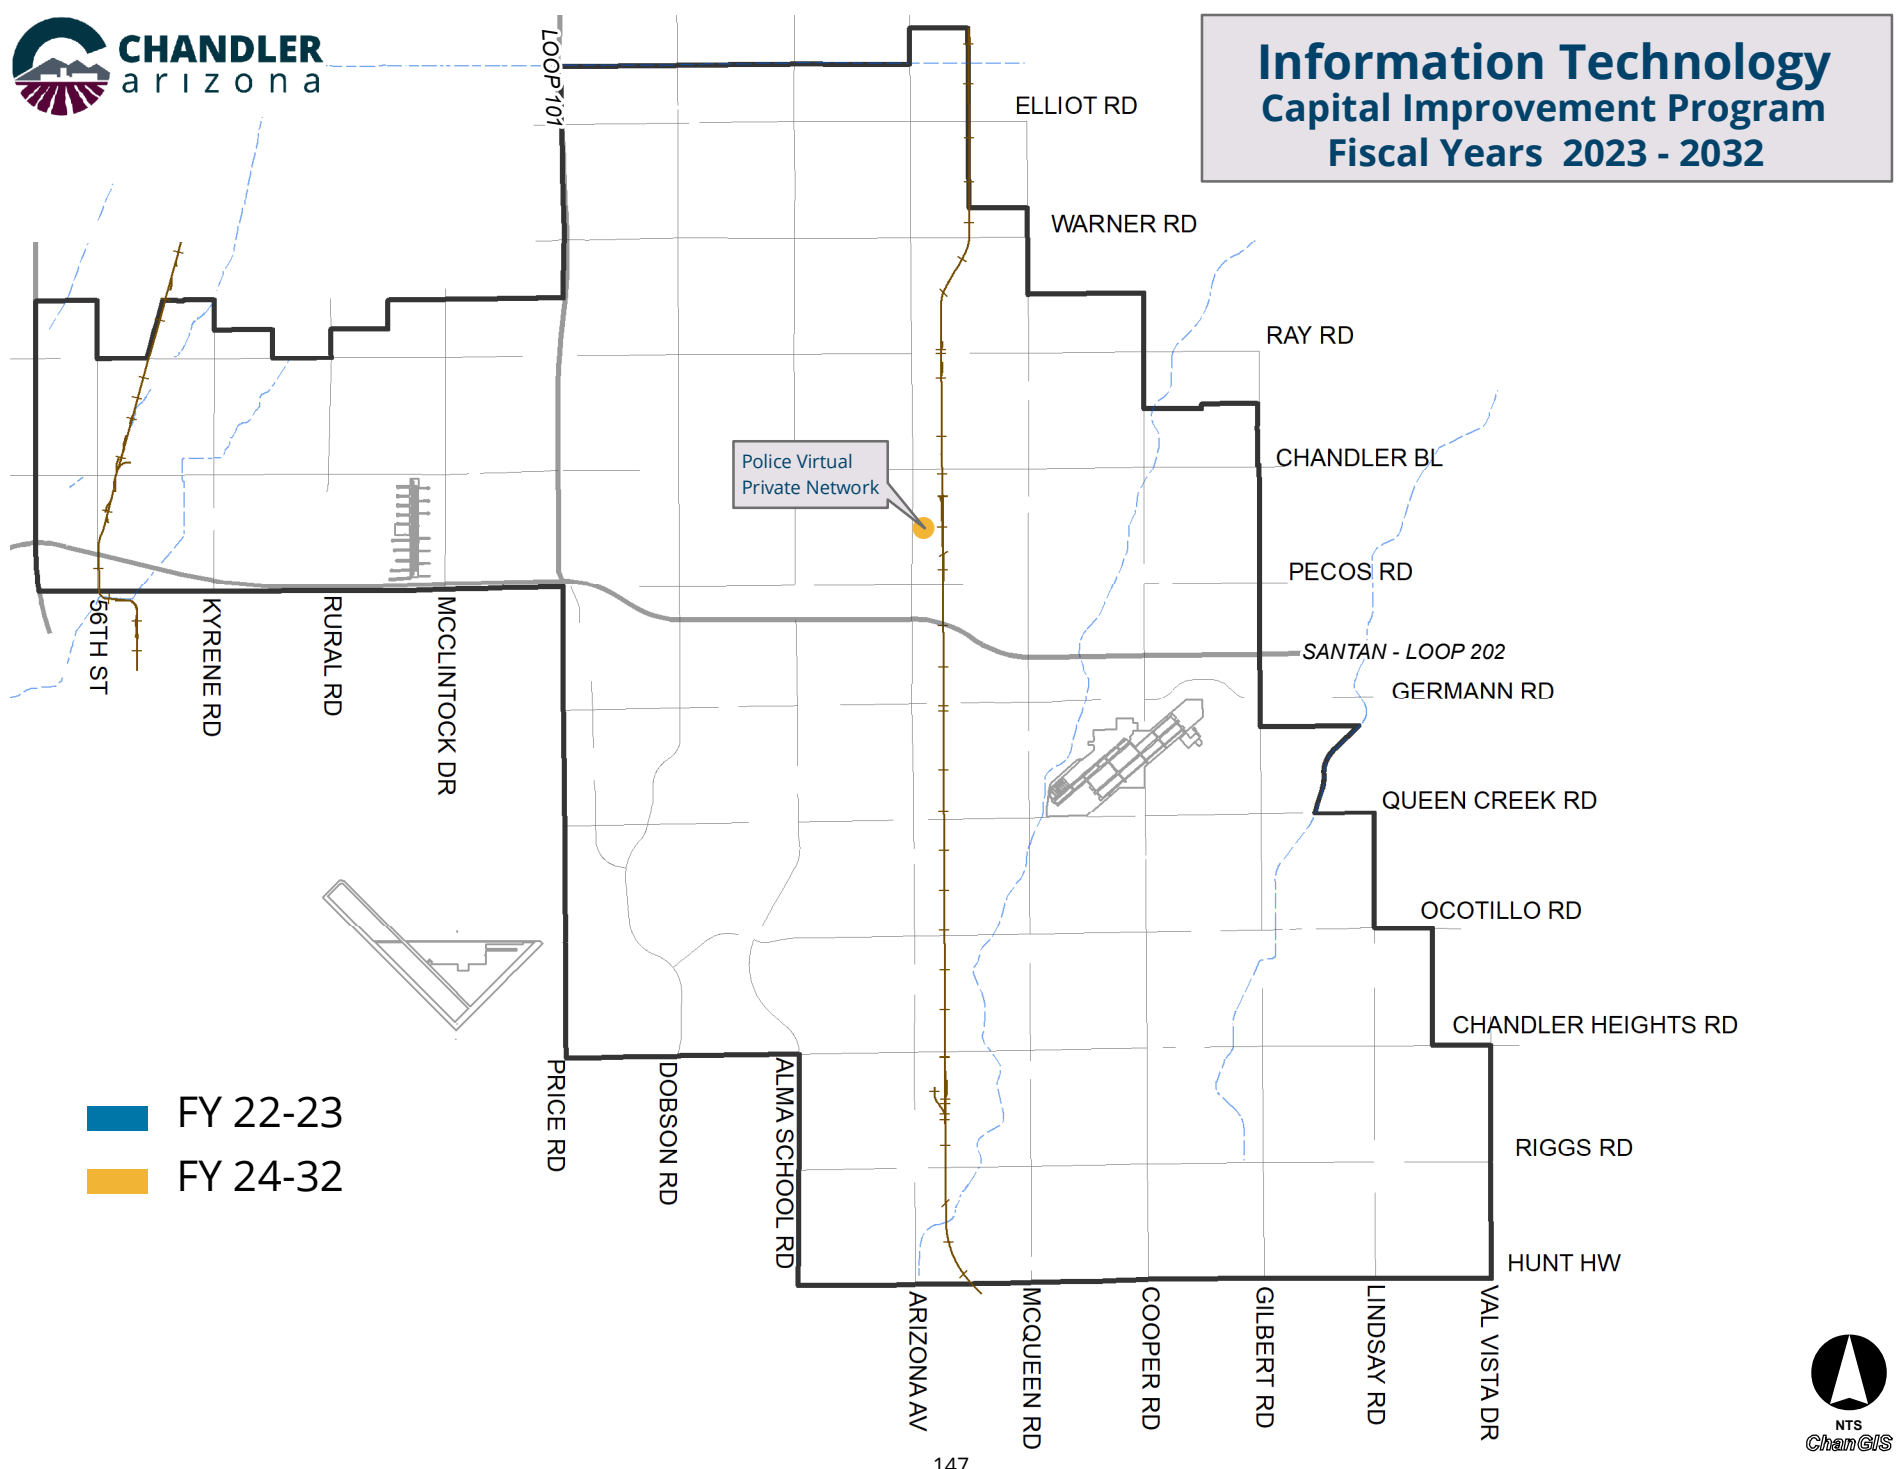 CHANDLER
arizona
Information Technology
Capital Improvement Program
Fiscal Years 2023 - 2032
LOOP 101
ELLIOT RD
WARNER RD
RAY RD
CHANDLER BL
Police Virtual
Private Network
PECOS RD
SANTAN - LOOP 202
GERMANN RD
56TH ST
KYRENE RD
RURAL RD
MCCLINTOCK DR
QUEEN CREEK RD
OCOTILLO RD
CHANDLER HEIGHTS RD
PRICE RD
DOBSON RD
ALMA SCHOOL RD
FY 22-23
FY 24-32
RIGGS RD
HUNT HW
ARIZONA AV
MCQUEEN RD
COOPER RD
GILBERT RD
LINDSAY RD
VAL VISTA DR
NTS
ChanGIS
147